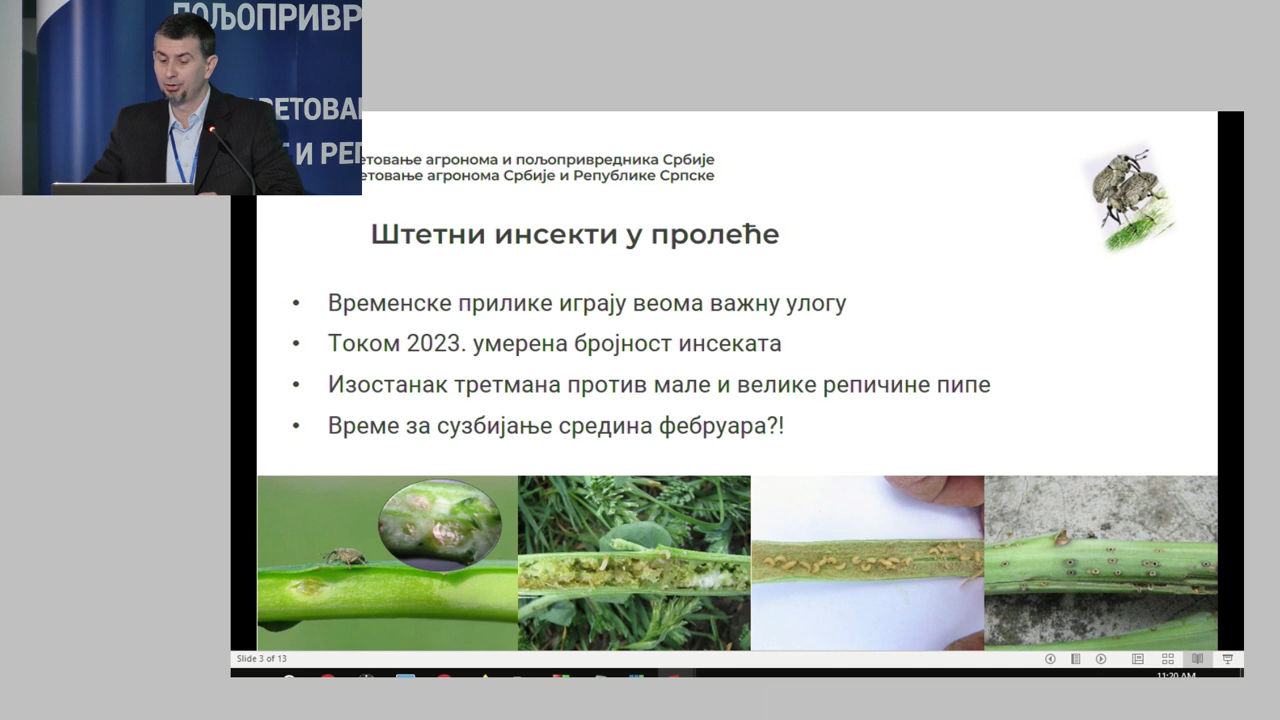 ПОЉОПРИВР
ВЕТОВА
И РЕП
етовање агронома и пољопривредника Србије
етовање агронома Србије и Републике Српске
Штетни инсекти у пролеће
• Временске прилике играју веома важну улогу
• Током 2023. умерена бројност инсеката
• Изостанак третмана против мале и велике репичине пипе
• Време за сузбијање средина фебруара?!
Slide 3 of 13
11:20 AM